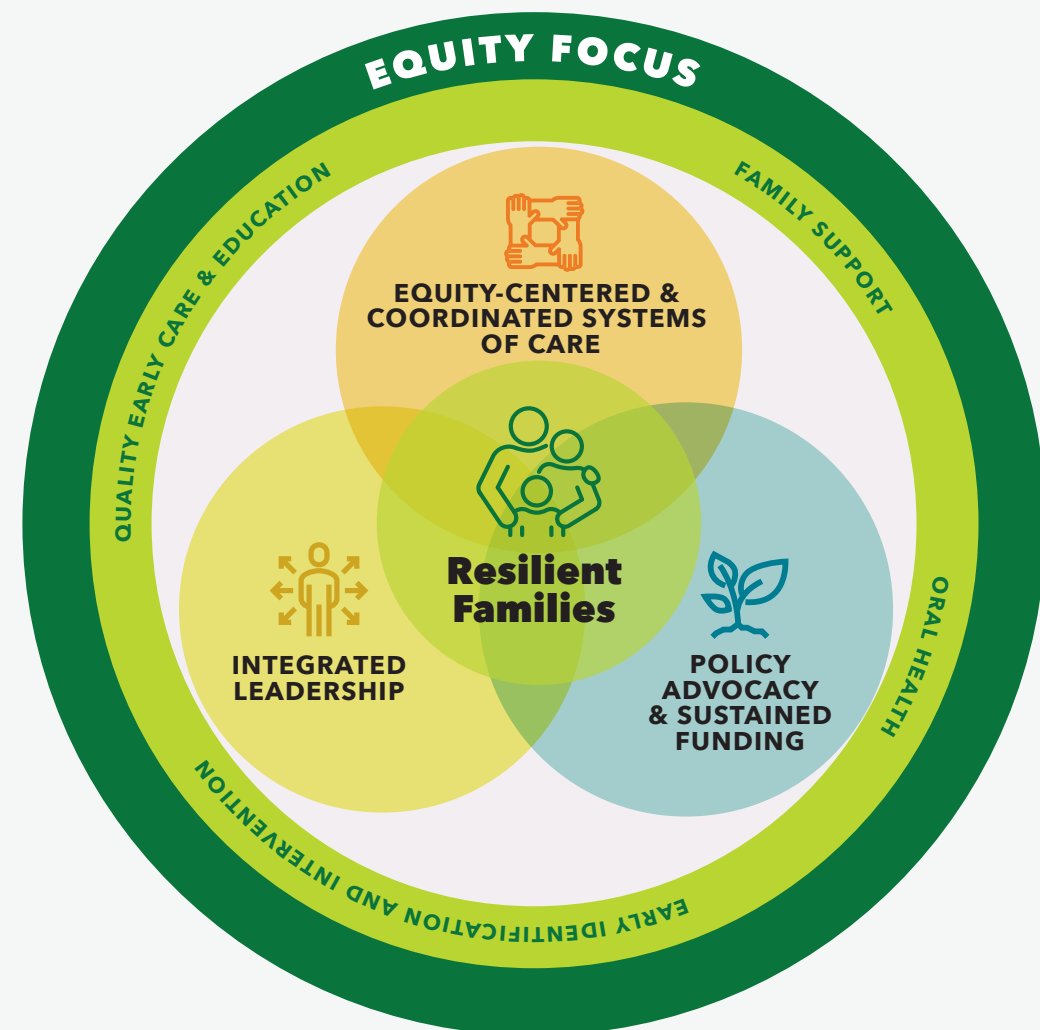 EQUITY FOCUS
QUALITY EARLY CARE & EDUCATION
FAMILY SUPPORT
EQUITY-CENTERED &
COORDINATED SYSTEMS
OF CARE
Resilient
Families
INTEGRATED
LEADERSHIP
POLICY
ADVOCACY
& SUSTAINED
FUNDING
ORAL HEALTH
EARLY IDENTIFICATION AND INTERVENTION